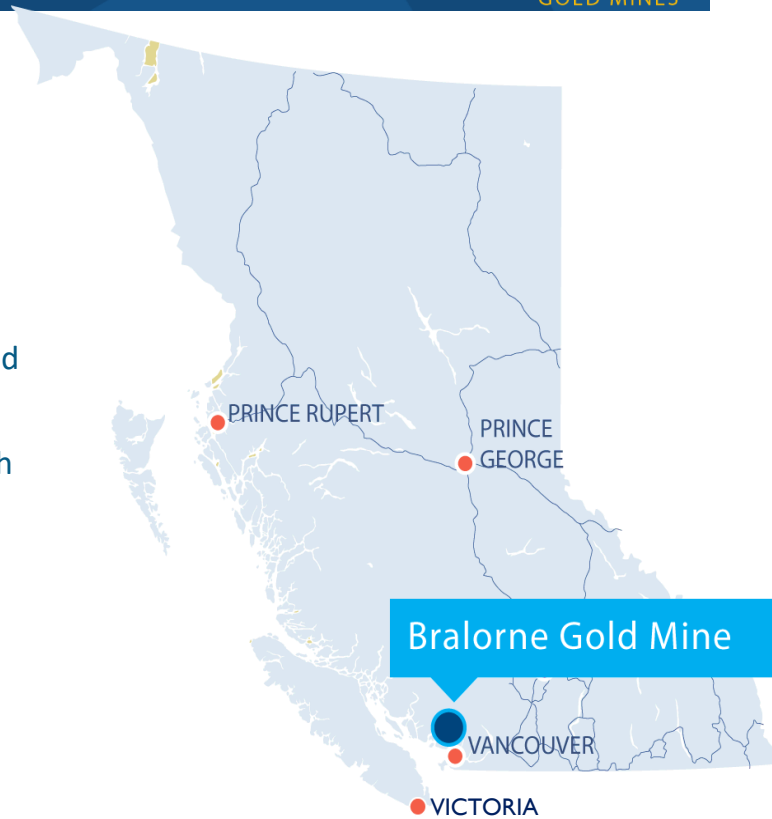 GOLD MINES
d
PRINCE RUPERT
h
PRINCE
GEORGE
Bralorne Gold Mine
VANCOUVER
VICTORIA